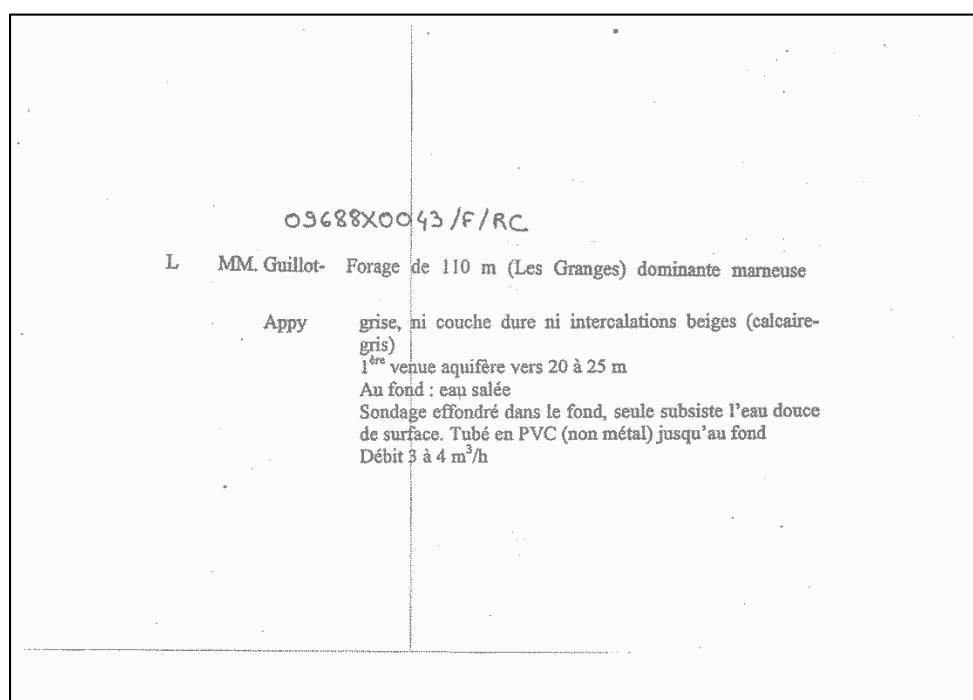 09688X0043/F/RC
L MM. Guillot- Forage de 110 m (Les Granges) dominante marneuse
Appy grise, ni couche dure ni intercalations beiges (calcaire-
gris)
1ère venue aquifère vers 20 à 25 m
Au fond : eau salée
Sondage effondré dans le fond, seule subsiste l'eau douce
de surface. Tubé en PVC (non métal) jusqu'au fond
Débit 3 à 4 m³/h